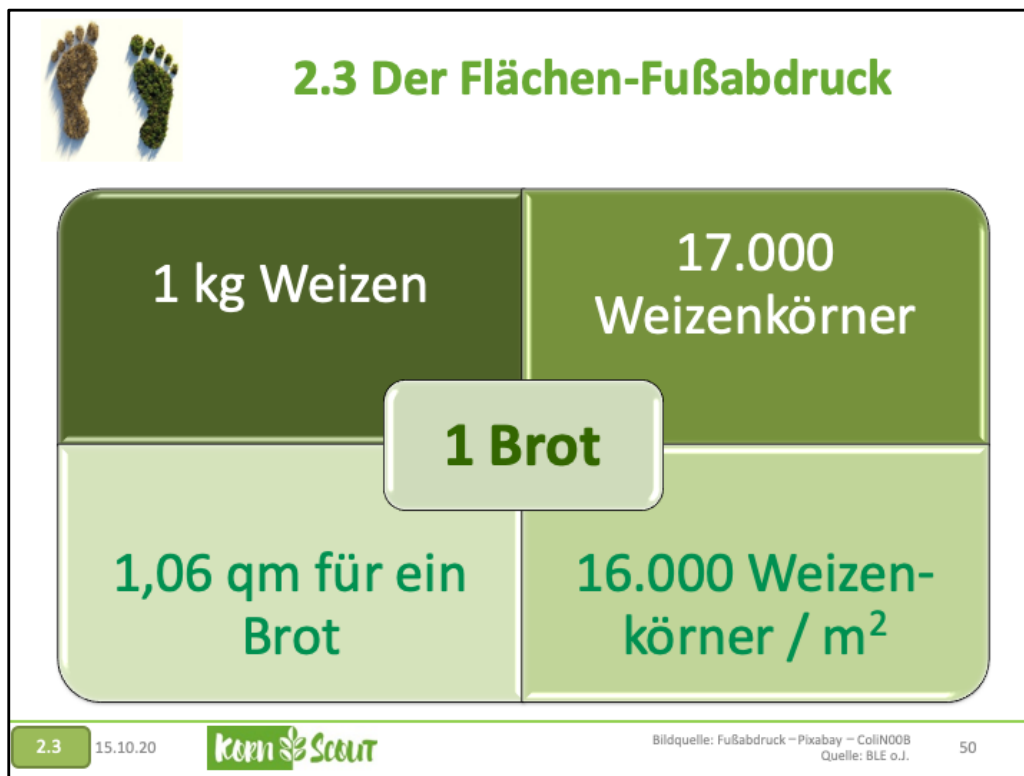 2.3 Der Flächen-Fußabdruck
1 kg Weizen
17.000
Weizenkörner
1 Brot
1,06 qm für ein
Brot
16.000 Weizen-
körner / m²
2.3
15.10.20
Korn Scout
Bildquelle: Fußabdruck – Pixabay – ColiN00B
Quelle: BLE o.J.
50